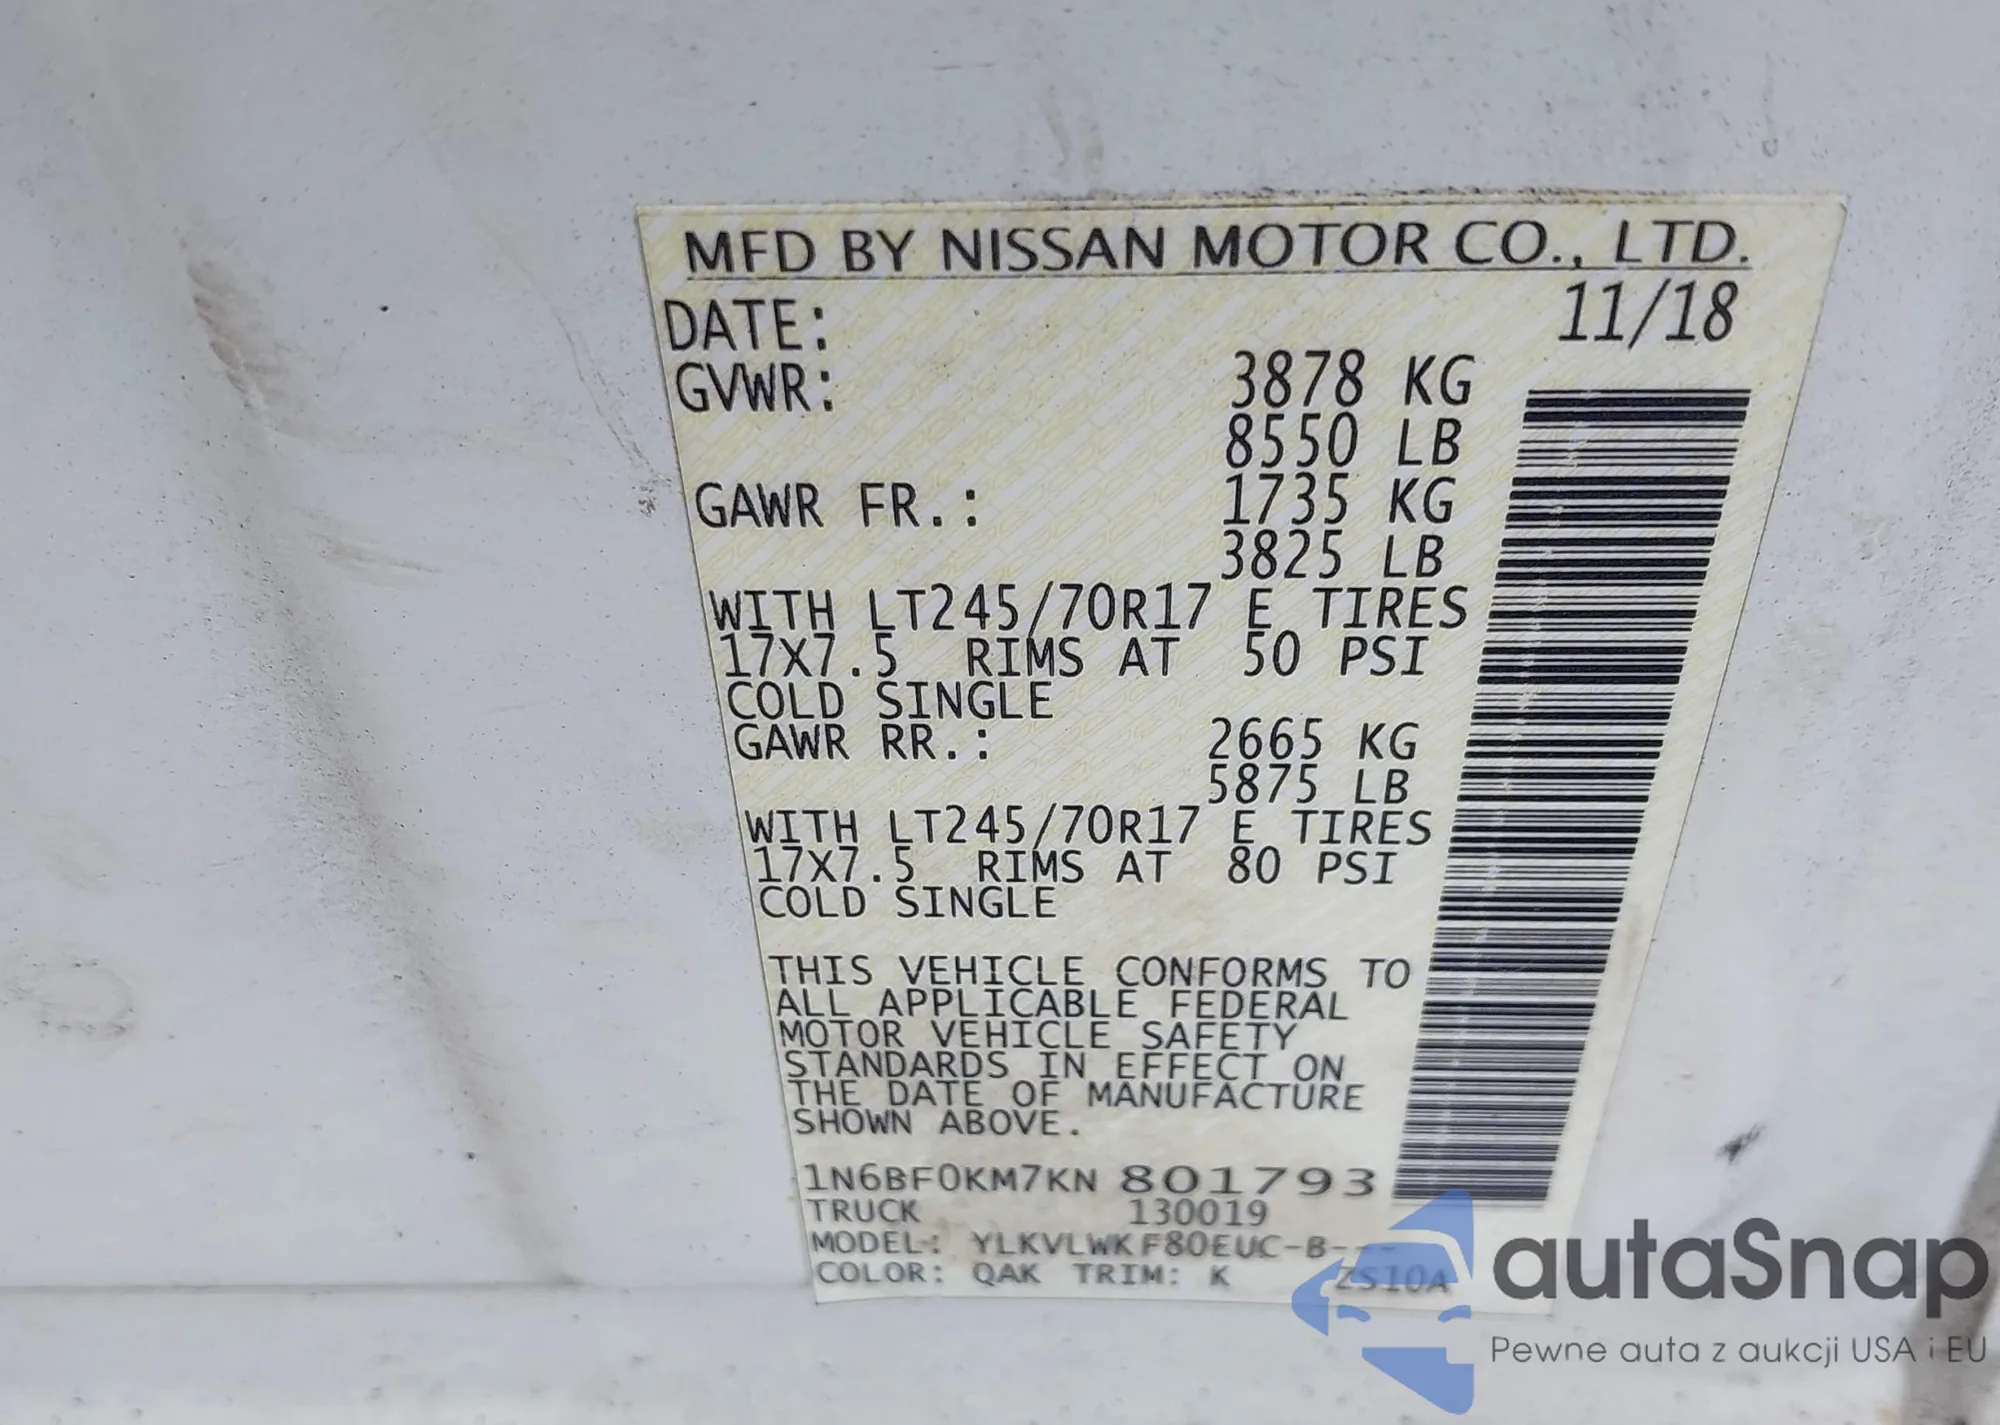 MFD BY NISSAN MOTOR CO., LTD.
DATE: 11/18
GVWR: 3878 KG
8550 LB
GAWR FR.: 1735 KG
3825 LB
WITH LT245/70R17 E TIRES
17X7.5 RIMS AT 50 PSI
COLD SINGLE
GAWR RR.: 2665 KG
5875 LB
WITH LT245/70R17 E TIRES
17X7.5 RIMS AT 80 PSI
COLD SINGLE
THIS VEHICLE CONFORMS TO
ALL APPLICABLE FEDERAL
MOTOR VEHICLE SAFETY
STANDARDS IN EFFECT ON
THE DATE OF MANUFACTURE
SHOWN ABOVE.
1N6BF0KM7KN 801793
TRUCK 130019
MODEL: YLKVLWKF80EUC-B---
COLOR: QAK TRIM: K ZS10A
autoSnap
Pewne auta z aukcji USA i EU